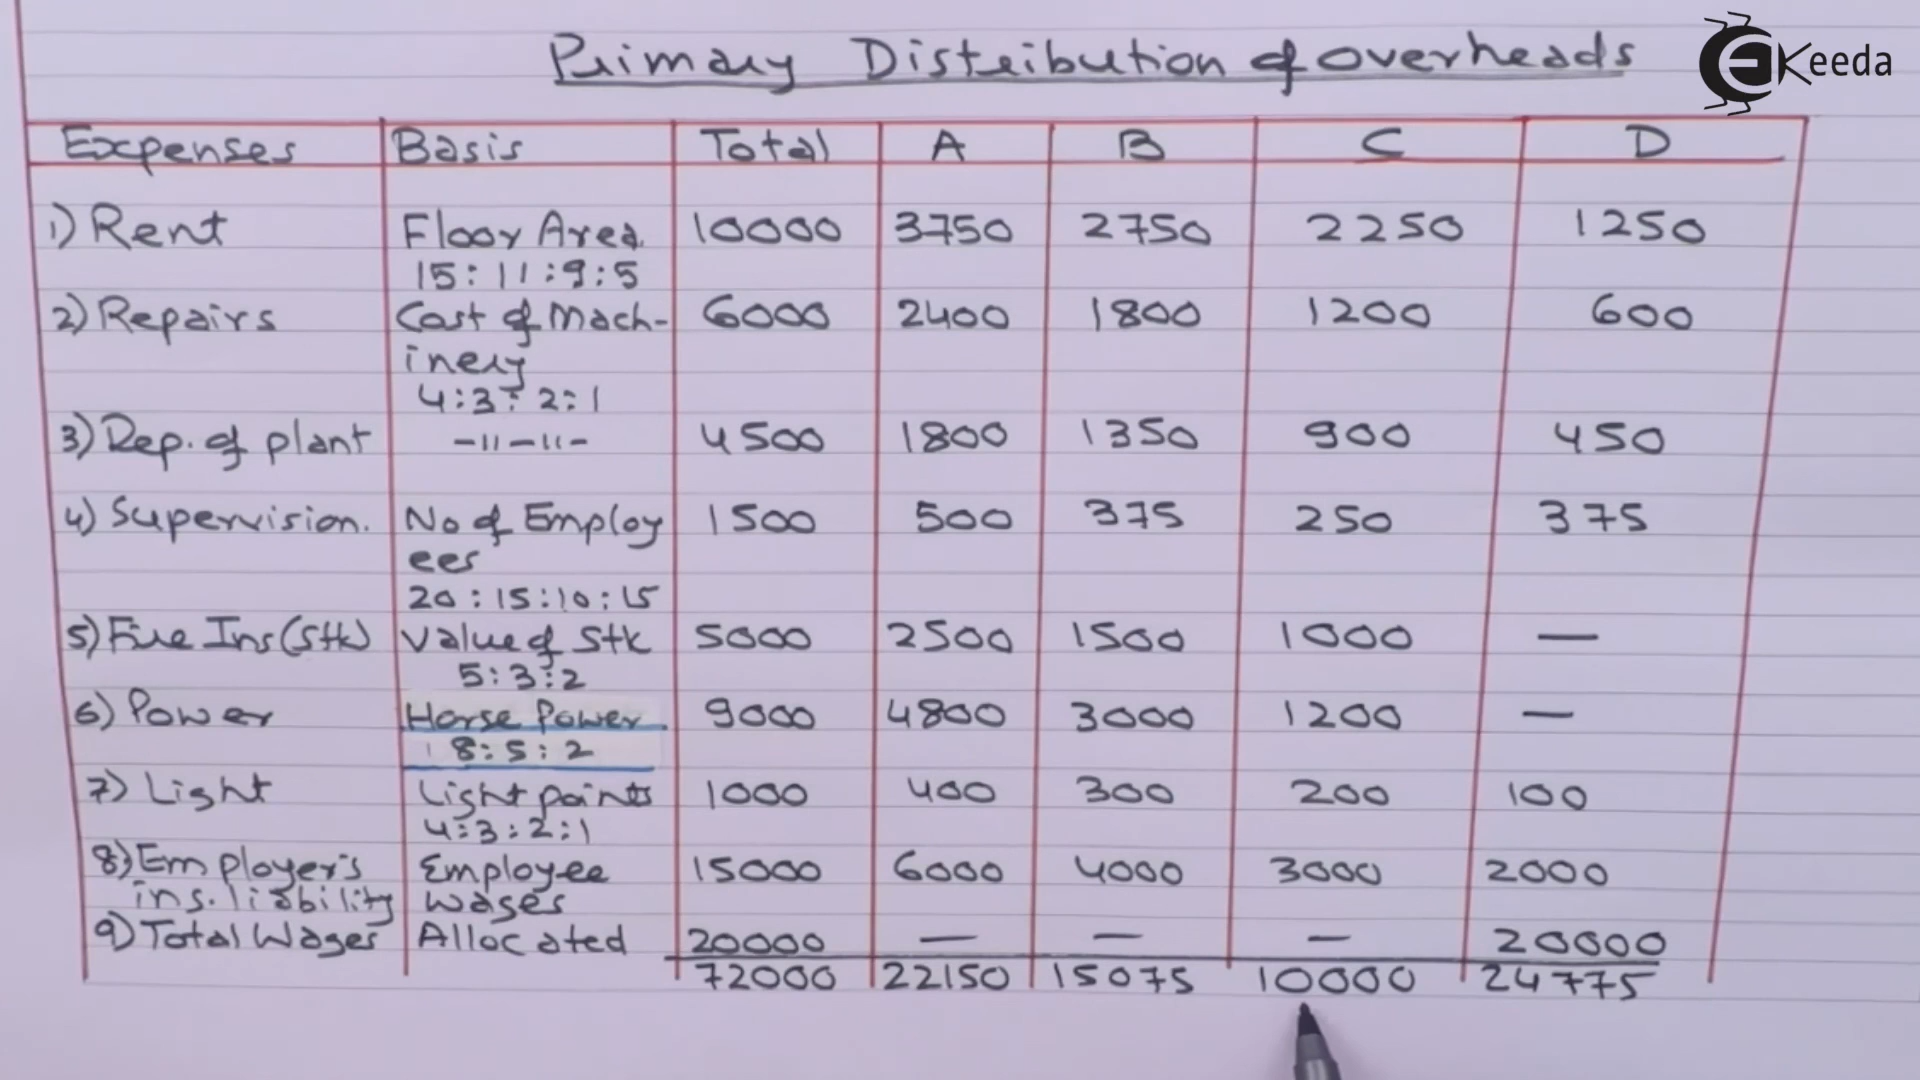 Primary Distribution of overheads
EKeeda
Expenses Basis Total A B C D
1) Rent Floor Area 10000 3750 2750 2250 1250
15:11:9:5
2) Repairs Cost of Mach- 6000 2400 1800 1200 600
inery
4:3:2:1
3) Dep. of plant -11-11- 4500 1800 1350 900 450
4) Supervision. No of Employ 1500 500 375 250 375
ees
20:15:10:15
5) Fire Ins (Stk) Value of Stk 5000 2500 1500 1000 —
5:3:2
6) Power Horse Power 9000 4800 3000 1200 —
8:5:2
7) Light Light points 1000 400 300 200 100
4:3:2:1
8) Employer's Employee 15000 6000 4000 3000 2000
ins. liability wages
9) Total Wages Allocated 20000 — — — 20000
72000 22150 15075 10000 24775